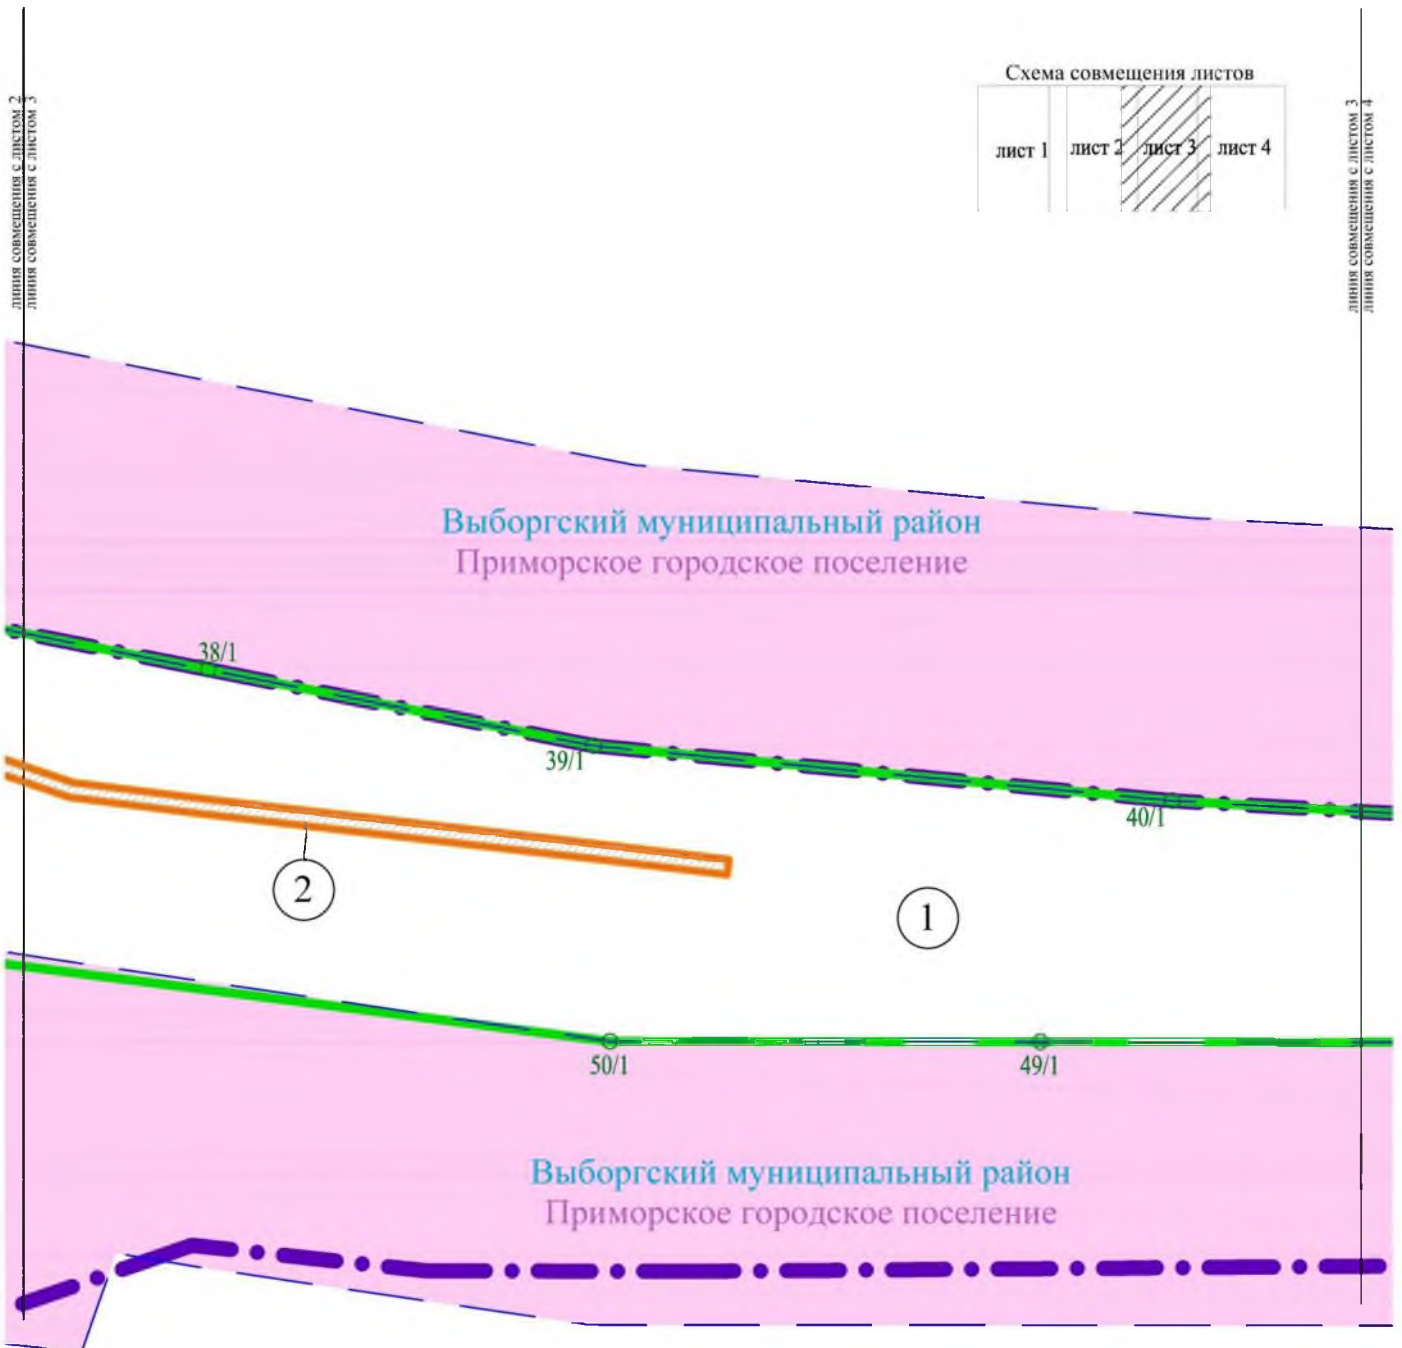 Схема совмещения листов
лист 1
лист 2
лист 3
лист 4
линия совмещения с листом 2
линия совмещения с листом 3
линия совмещения с листом 3
линия совмещения с листом 4
Выборгский муниципальный район
Приморское городское поселение
38/1
39/1
40/1
2
1
50/1
49/1
Выборгский муниципальный район
Приморское городское поселение